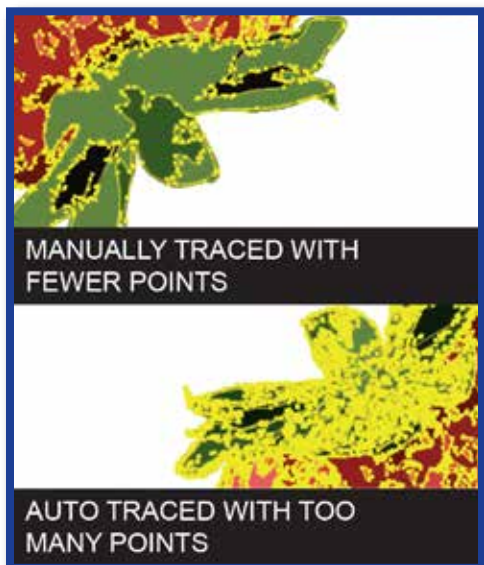 MANUALLY TRACED WITH
FEWER POINTS
AUTO TRACED WITH TOO
MANY POINTS